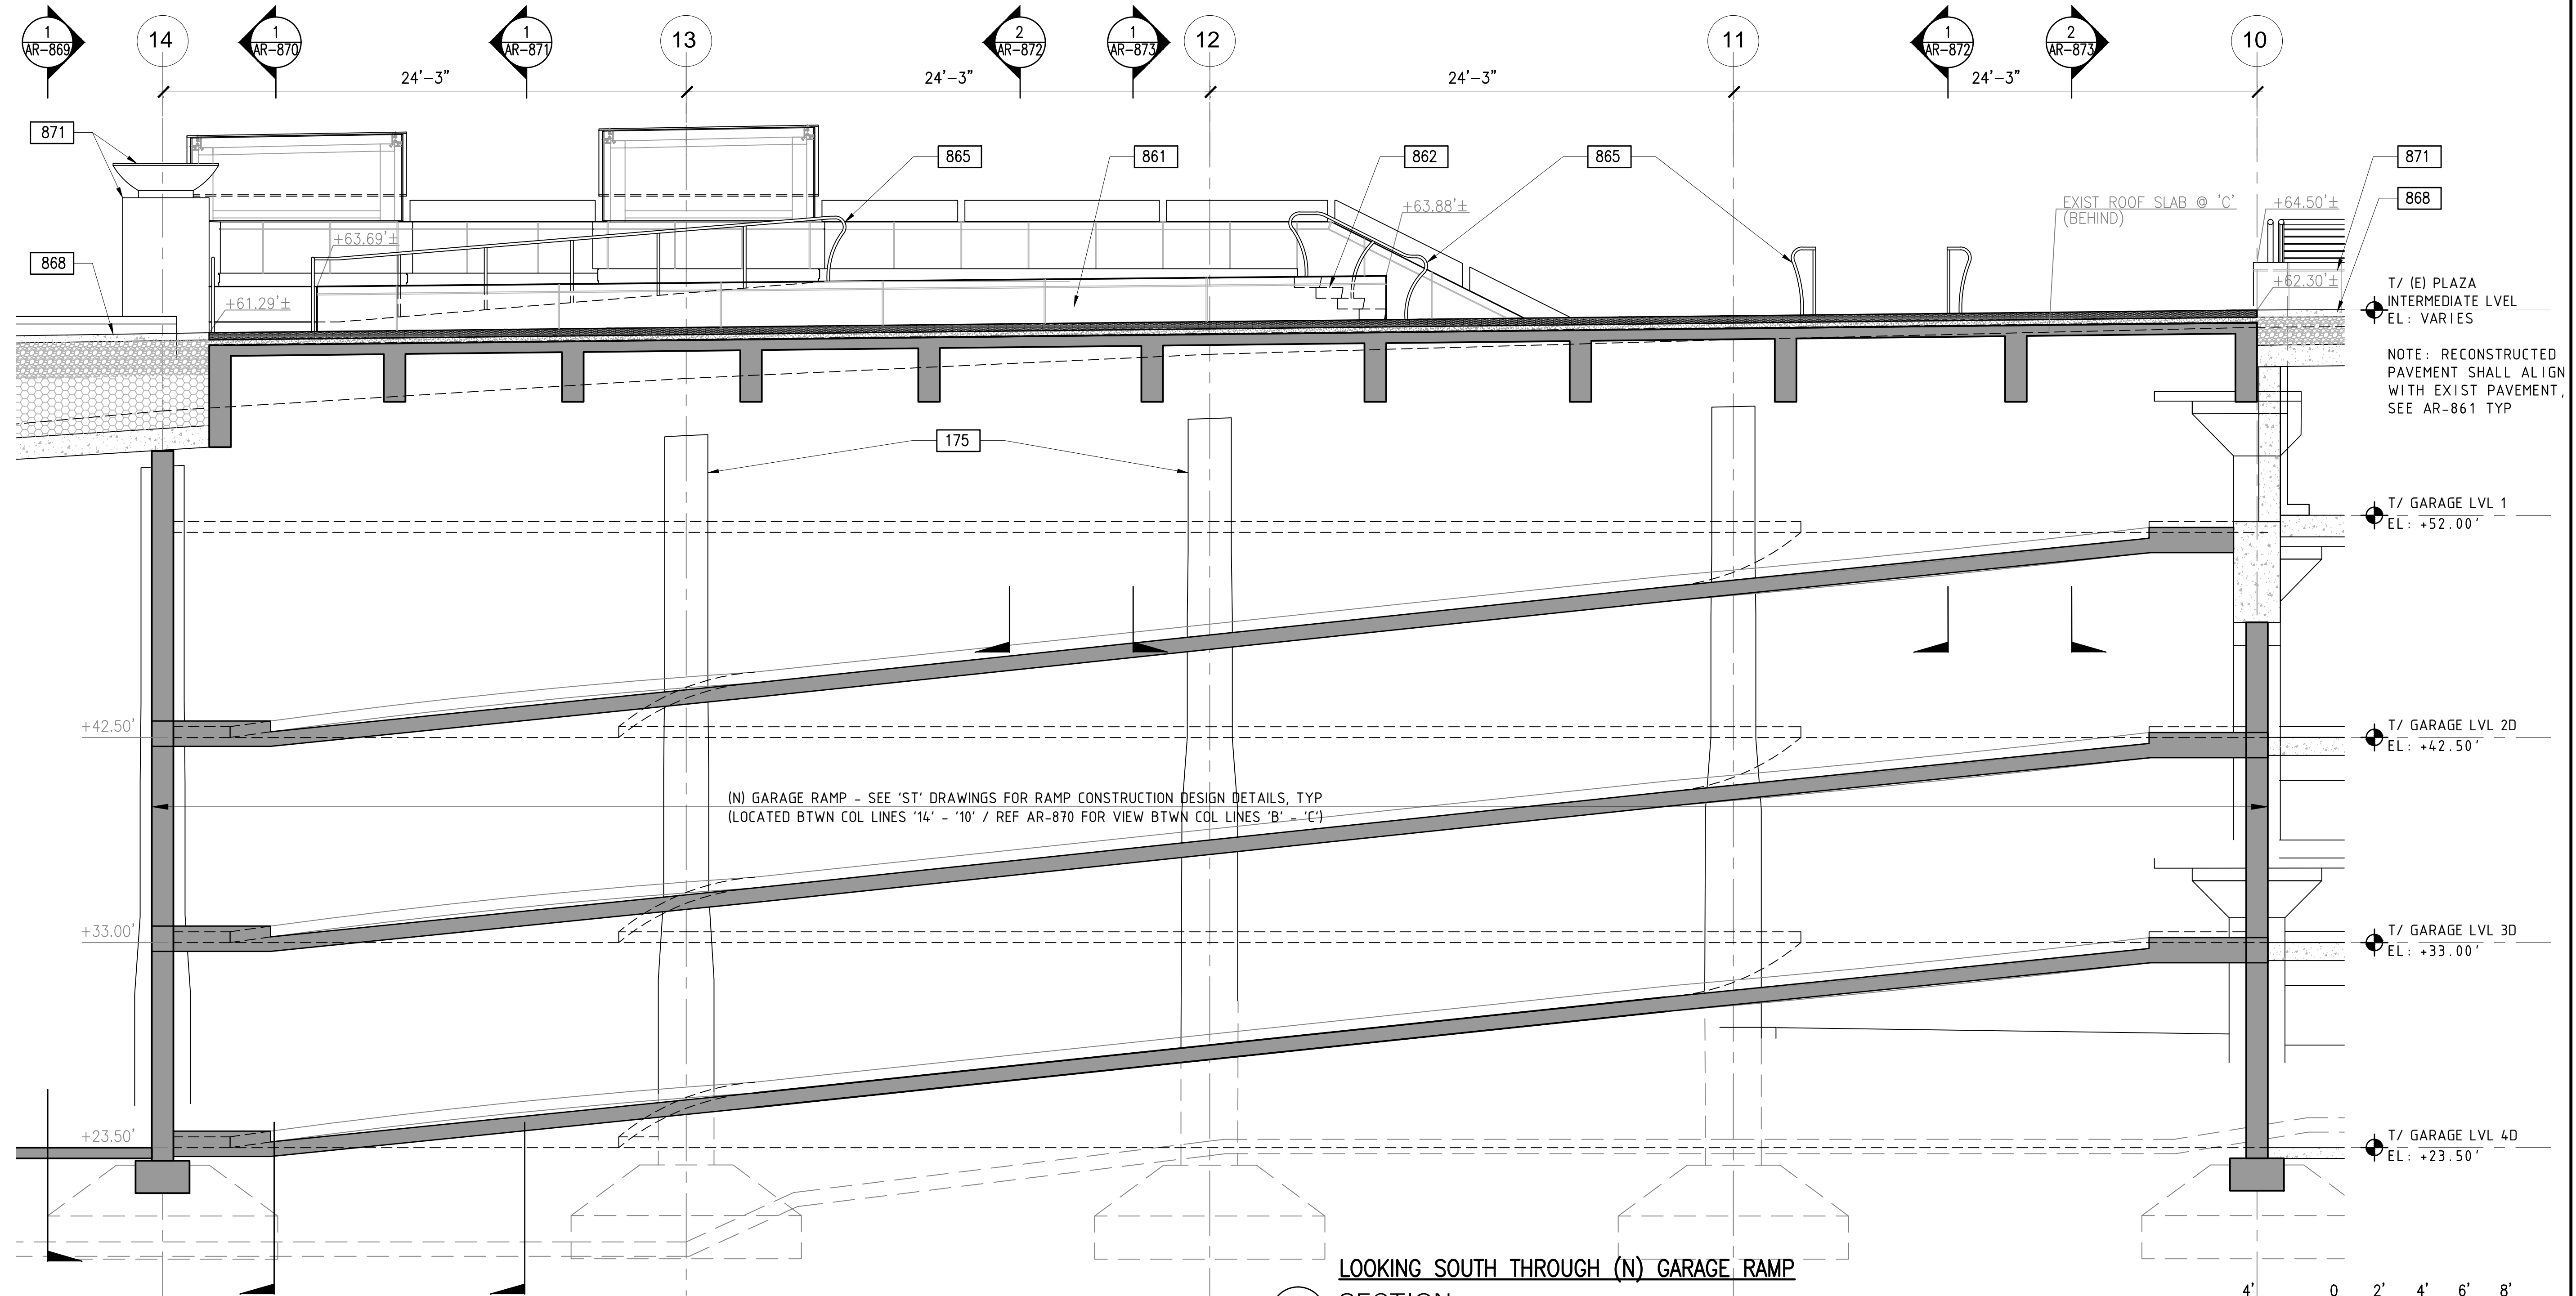 1
AR-869
14
1
AR-870
1
AR-871
13
2
AR-872
1
AR-873
12
11
1
AR-872
2
AR-873
10
24'-3"
24'-3"
24'-3"
24'-3"
871
865
861
862
865
871
868
EXIST ROOF SLAB @ 'C'
(BEHIND)
+64.50'±
+63.88'±
+63.69'±
868
+61.29'±
+62.30'±
T/ (E) PLAZA
INTERMEDIATE LVEL
EL: VARIES
NOTE: RECONSTRUCTED
PAVEMENT SHALL ALIGN
WITH EXIST PAVEMENT,
SEE AR-861 TYP
175
T/ GARAGE LVL 1
EL: +52.00'
+42.50'
T/ GARAGE LVL 2D
EL: +42.50'
(N) GARAGE RAMP - SEE 'ST' DRAWINGS FOR RAMP CONSTRUCTION DESIGN DETAILS, TYP
(LOCATED BTWN COL LINES '14' - '10' / REF AR-870 FOR VIEW BTWN COL LINES 'B' - 'C')
+33.00'
T/ GARAGE LVL 3D
EL: +33.00'
+23.50'
T/ GARAGE LVL 4D
EL: +23.50'
LOOKING SOUTH THROUGH (N) GARAGE RAMP
SECTION
4' 0 2' 4' 6' 8'